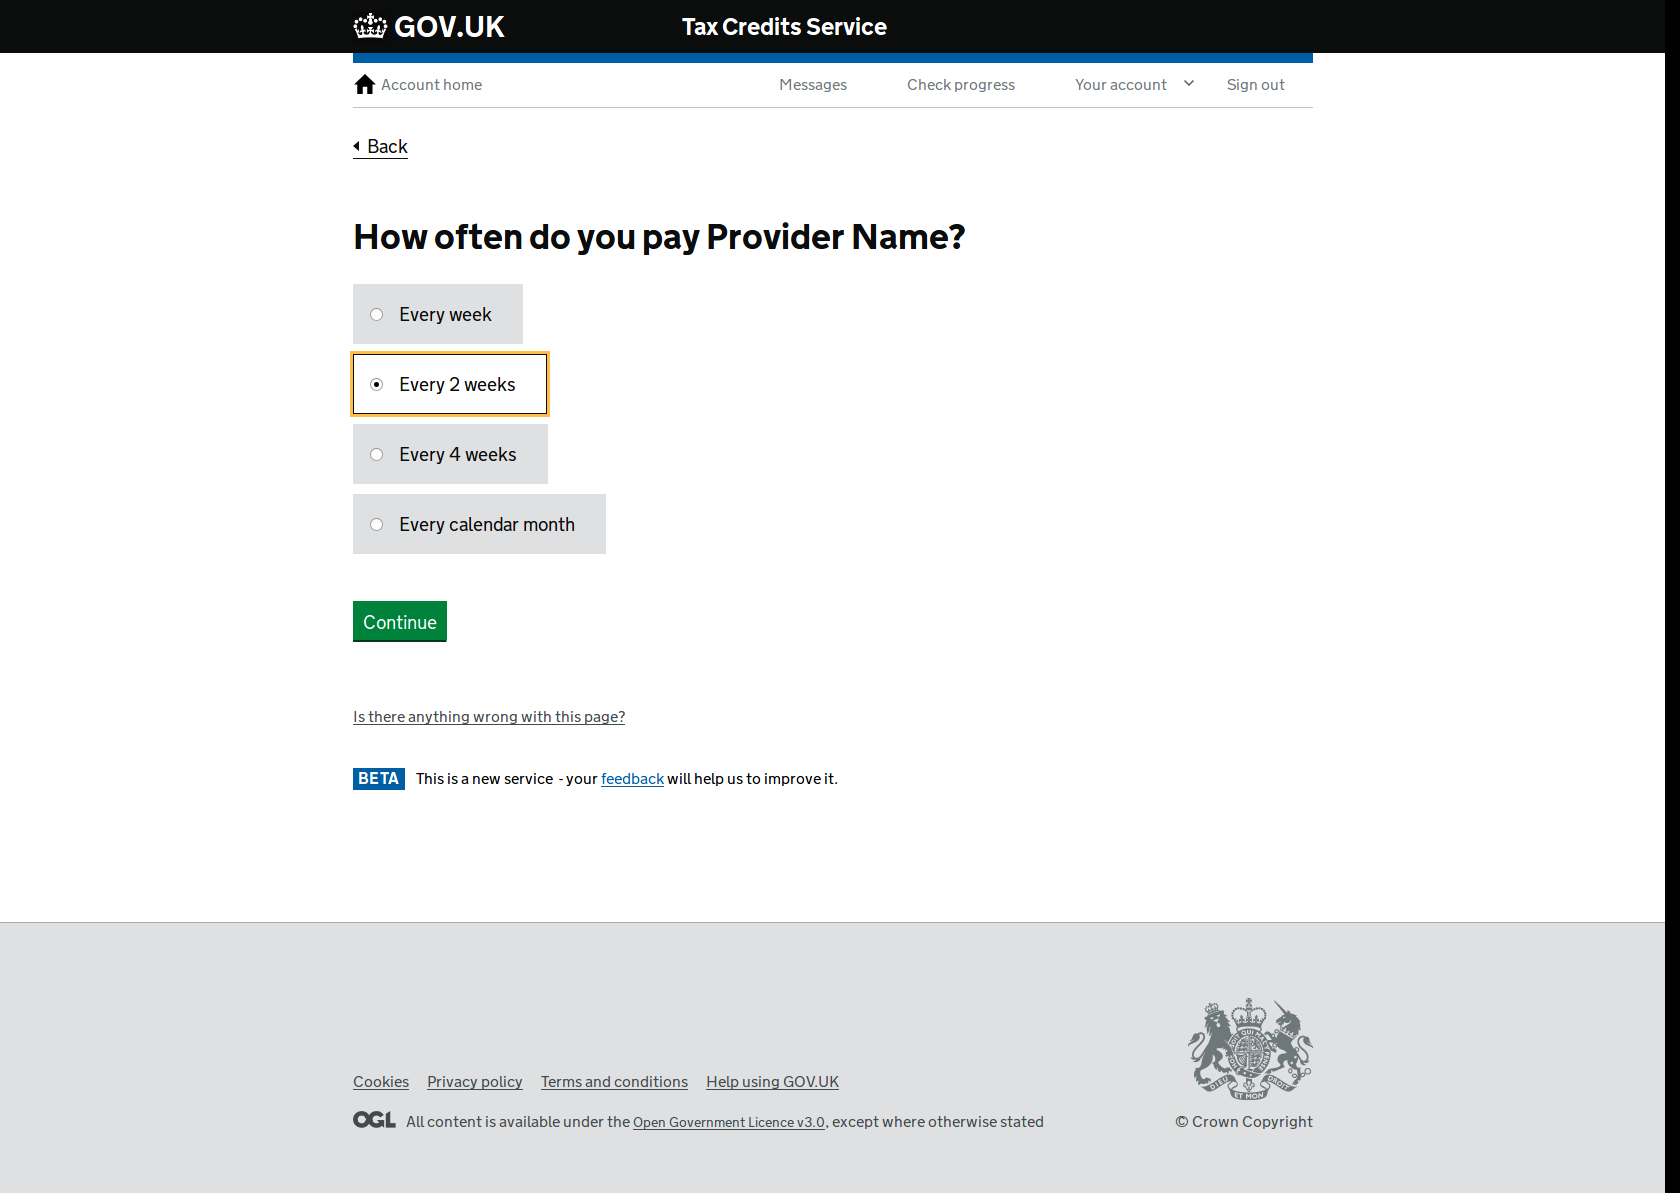 GOV.UK
Tax Credits Service
Account home
Messages
Check progress
Your account
Sign out
Back
How often do you pay Provider Name?
Every week
Every 2 weeks
Every 4 weeks
Every calendar month
Continue
Is there anything wrong with this page?
BETA This is a new service - your feedback will help us to improve it.
Cookies
Privacy policy
Terms and conditions
Help using GOV.UK
OGL All content is available under the Open Government Licence v3.0, except where otherwise stated
DIEU ET MON DROIT
© Crown Copyright